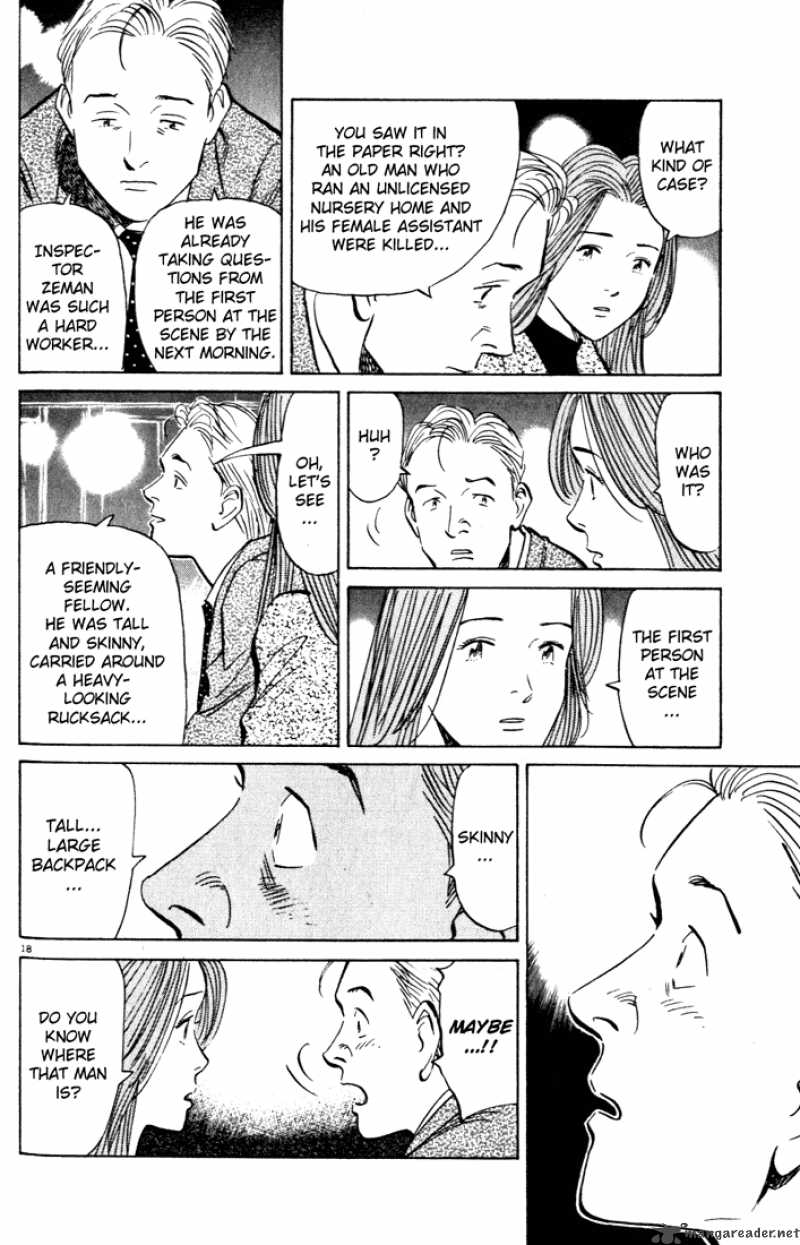 INSPEC-
TOR
ZEMAN
WAS SUCH
A HARD
WORKER...
HE WAS
ALREADY
TAKING QUES-
TIONS FROM
THE FIRST
PERSON AT THE
SCENE BY THE
NEXT MORNING.
YOU SAW IT IN
THE PAPER RIGHT?
AN OLD MAN WHO
RAN AN UNLICENSED
NURSERY HOME AND
HIS FEMALE ASSISTANT
WERE KILLED...
WHAT
KIND OF
CASE?
OH,
LET'S
SEE
...
A FRIENDLY-
SEEMING
FELLOW.
HE WAS TALL
AND SKINNY,
CARRIED AROUND
A HEAVY-
LOOKING
RUCKSACK...
HUH
?
WHO
WAS
IT?
THE FIRST
PERSON
AT THE
SCENE
...
TALL...
LARGE
BACKPACK
...
SKINNY
...
18
DO YOU
KNOW
WHERE
THAT MAN
IS?
MAYBE
...!!
mangareader.net